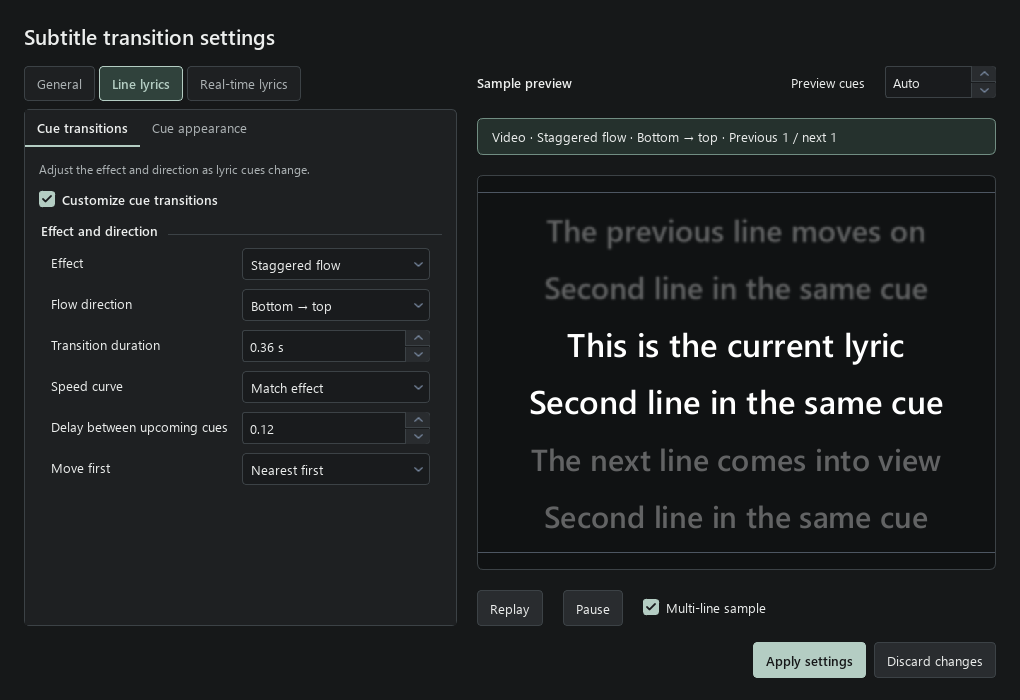 Subtitle transition settings
General
Line lyrics
Real-time lyrics
Cue transitions
Cue appearance
Adjust the effect and direction as lyric cues change.
Customize cue transitions
Effect and direction
Effect
Staggered flow
Flow direction
Bottom → top
Transition duration
0.36 s
Speed curve
Match effect
Delay between upcoming cues
0.12
Move first
Nearest first
Sample preview
Preview cues
Auto
Video · Staggered flow · Bottom → top · Previous 1 / next 1
The previous line moves on
Second line in the same cue
This is the current lyric
Second line in the same cue
The next line comes into view
Second line in the same cue
Replay
Pause
Multi-line sample
Apply settings
Discard changes